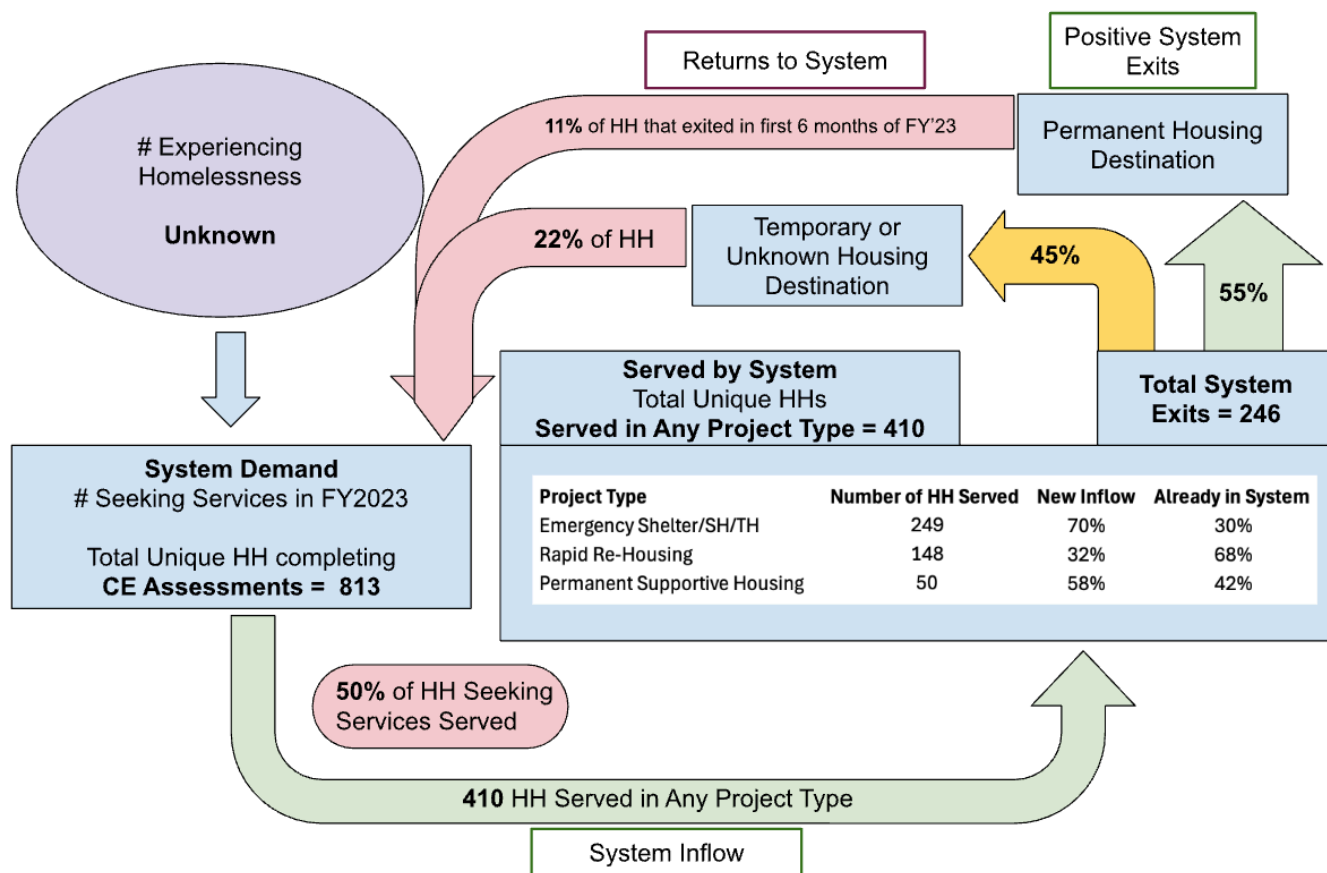 Returns to System
Positive System
Exits
# Experiencing
Homelessness
Unknown
11% of HH that exited in first 6 months of FY'23
Permanent Housing
Destination
22% of HH
Temporary or
Unknown Housing
Destination
45%
55%
Served by System
Total Unique HHs
Served in Any Project Type = 410
Total System
Exits = 246
System Demand
# Seeking Services in FY2023
Total Unique HH completing
CE Assessments = 813
Project Type Number of HH Served New Inflow Already in System
Emergency Shelter/SH/TH 249 70% 30%
Rapid Re-Housing 148 32% 68%
Permanent Supportive Housing 50 58% 42%
50% of HH Seeking
Services Served
410 HH Served in Any Project Type
System Inflow